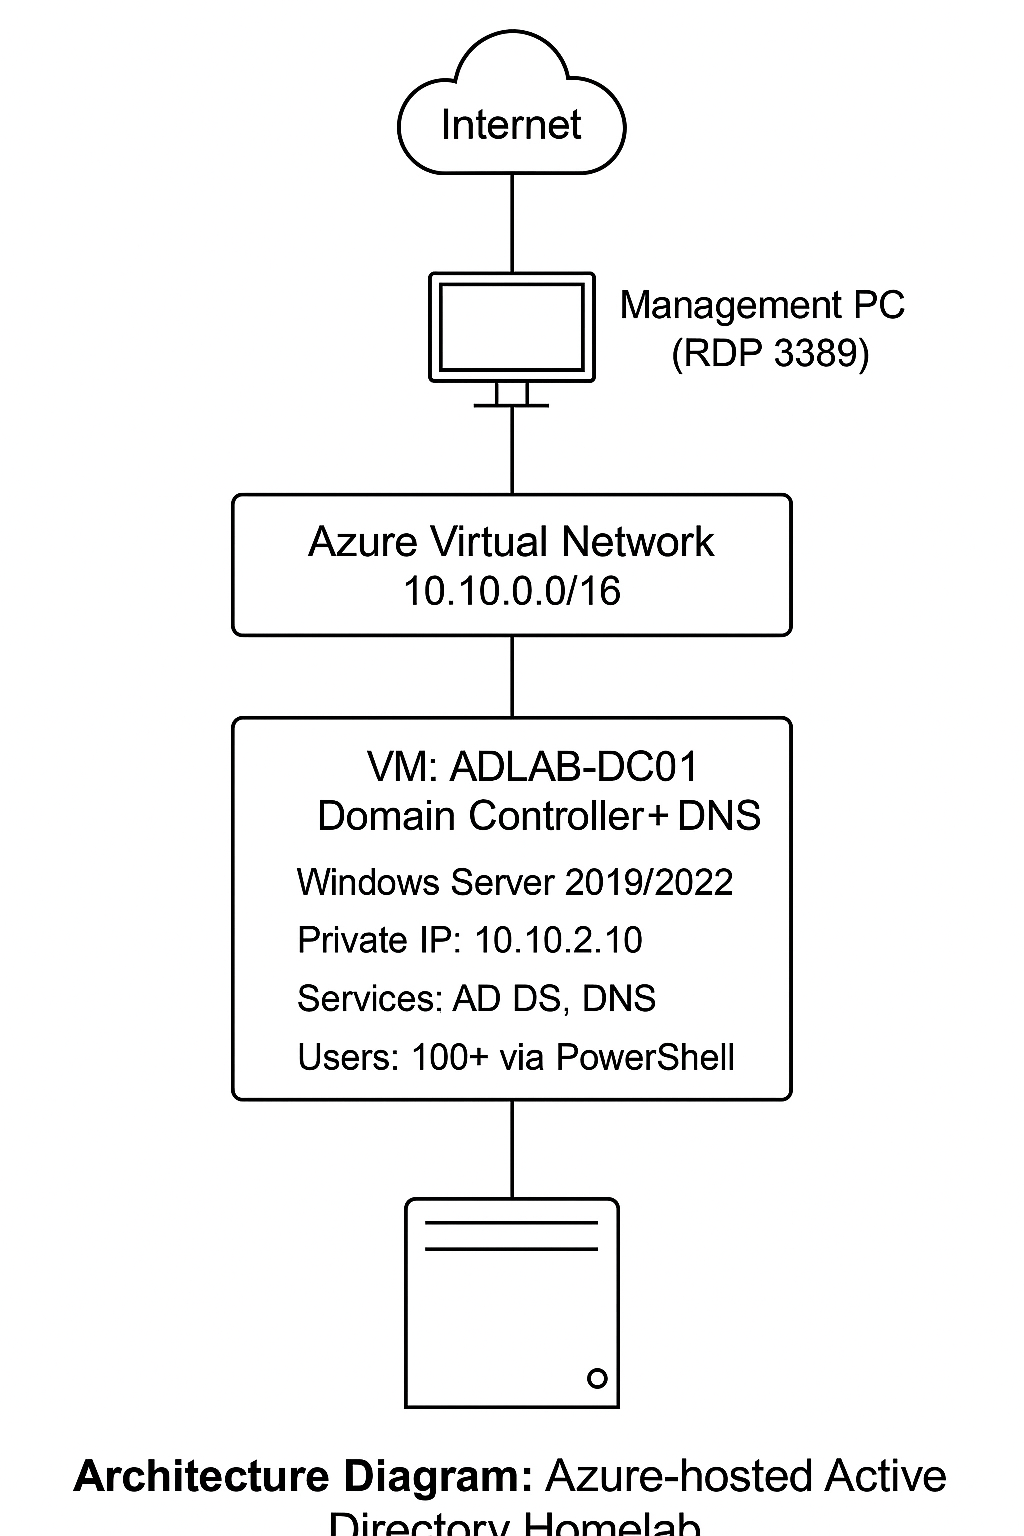 Internet
Management PC
(RDP 3389)
Azure Virtual Network
10.10.0.0/16
VM: ADLAB-DC01
Domain Controller+ DNS
Windows Server 2019/2022
Private IP: 10.10.2.10
Services: AD DS, DNS
Users: 100+ via PowerShell
Architecture Diagram: Azure-hosted Active
Directory Homelab